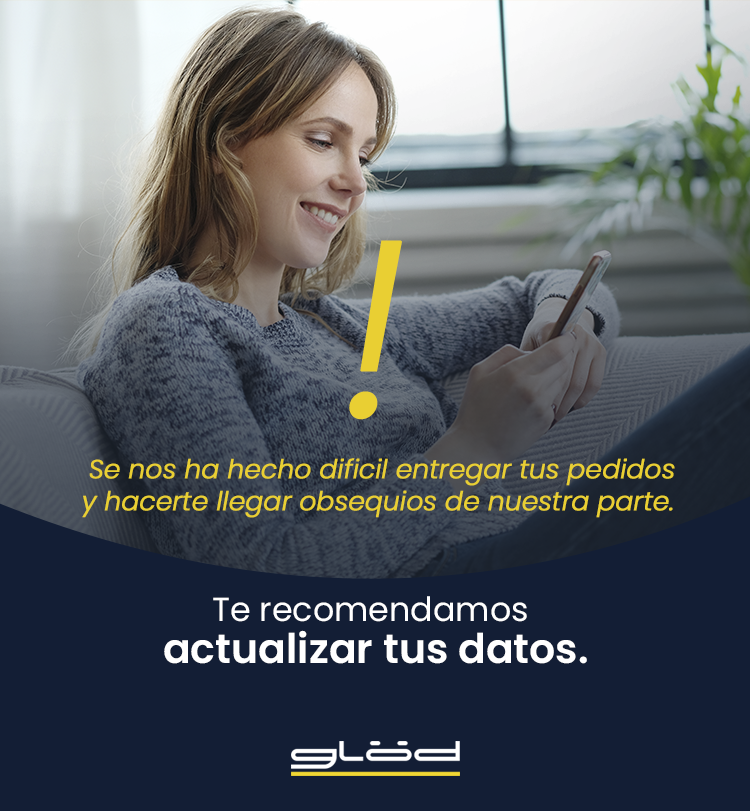 !
Se nos ha hecho dificil entregar tus pedidos
y hacerte llegar obsequios de nuestra parte.
Te recomendamos
actualizar tus datos.
glöd